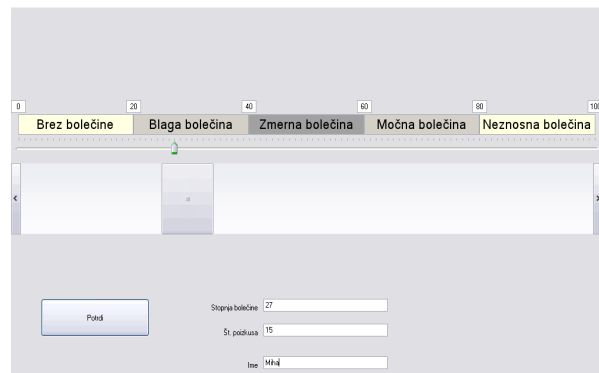 0 20 40 60 80 100
Brez bolečine Blaga bolečina Zmerna bolečina Močna bolečina Neznosna bolečina
Stopnja bolečine 27
Potrdi
Št. poizkusa 15
Ime Miha